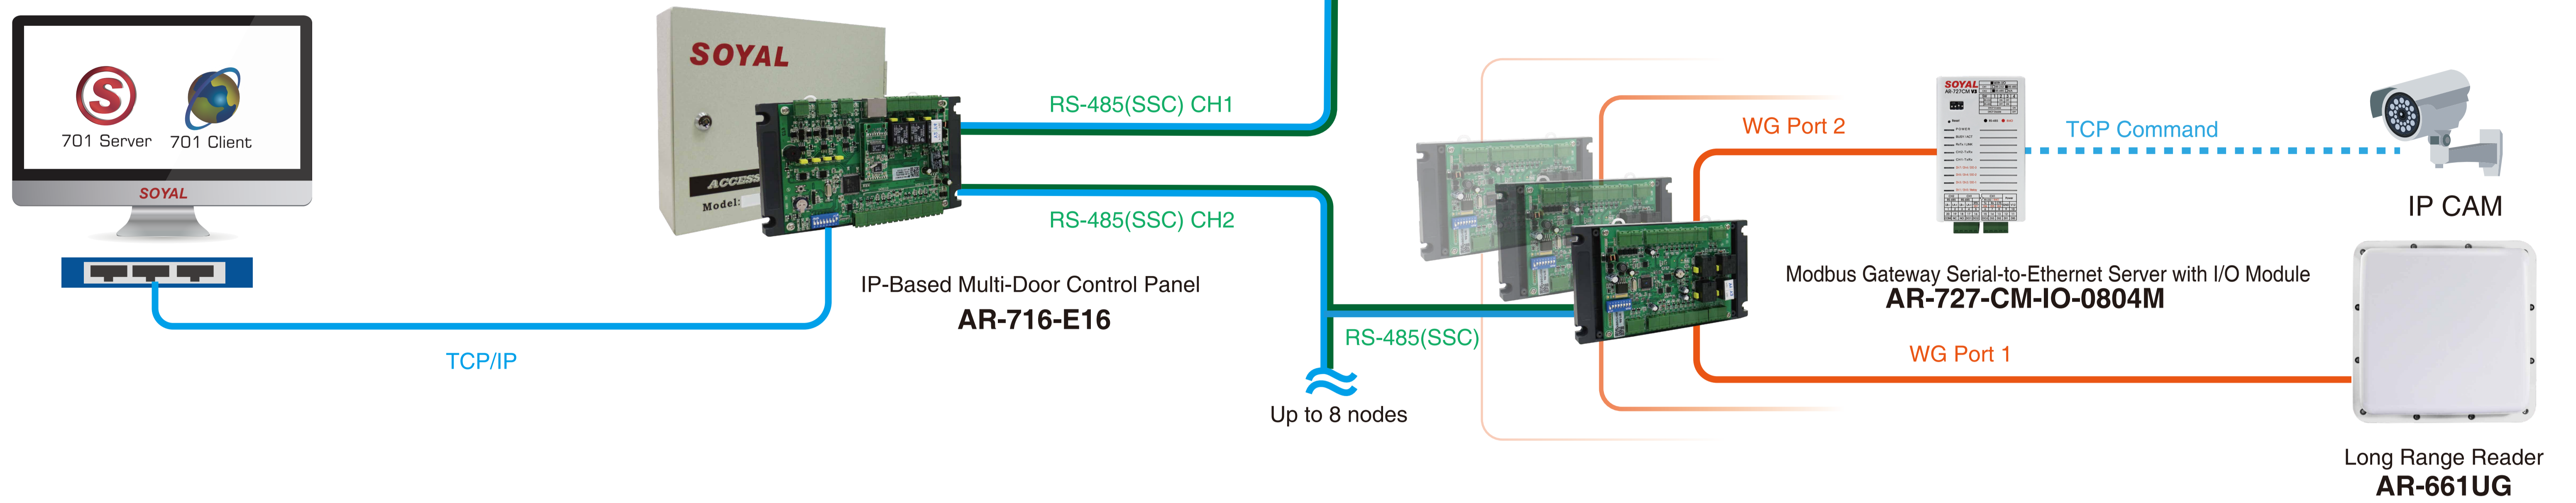 701 Server
701 Client
SOYAL
TCP/IP
SOYAL
ACCESS
Model:
RS-485(SSC) CH1
RS-485(SSC) CH2
IP-Based Multi-Door Control Panel
AR-716-E16
RS-485(SSC)
Up to 8 nodes
WG Port 2
SOYAL
AR-727CM V3
TCP Command
IP CAM
Modbus Gateway Serial-to-Ethernet Server with I/O Module
AR-727-CM-IO-0804M
WG Port 1
Long Range Reader
AR-661UG